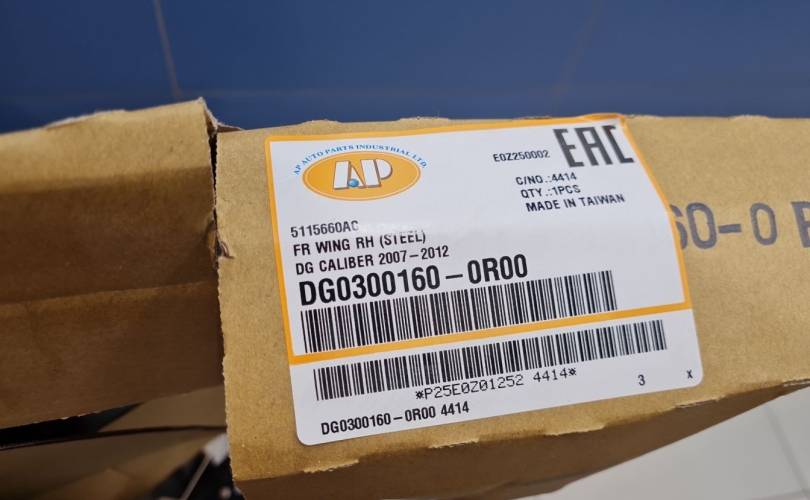 AP AUTO PARTS INDUSTRIAL LTD.
AP
E0Z250002
EAC
C/NO.:4414
QTY.:1PCS
MADE IN TAIWAN
5115660AC
FR WING RH (STEEL)
DG CALIBER 2007-2012
DG0300160-0R00
*P25E0Z01252 4414*
DG0300160-0R00 4414
3 X
60-0